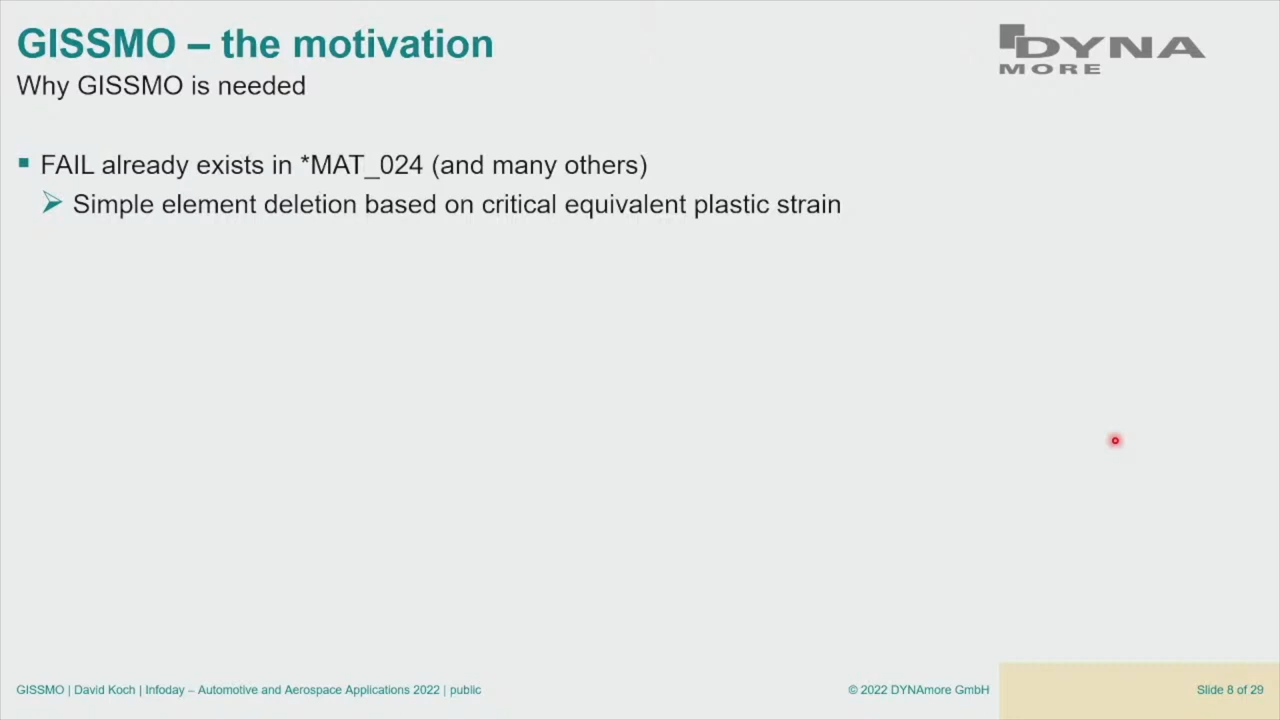 GISSMO – the motivation
Why GISSMO is needed
DYNA
MORE
FAIL already exists in *MAT_024 (and many others)
Simple element deletion based on critical equivalent plastic strain
GISSMO | David Koch | Infoday – Automotive and Aerospace Applications 2022 | public
© 2022 DYNAmore GmbH
Slide 8 of 29